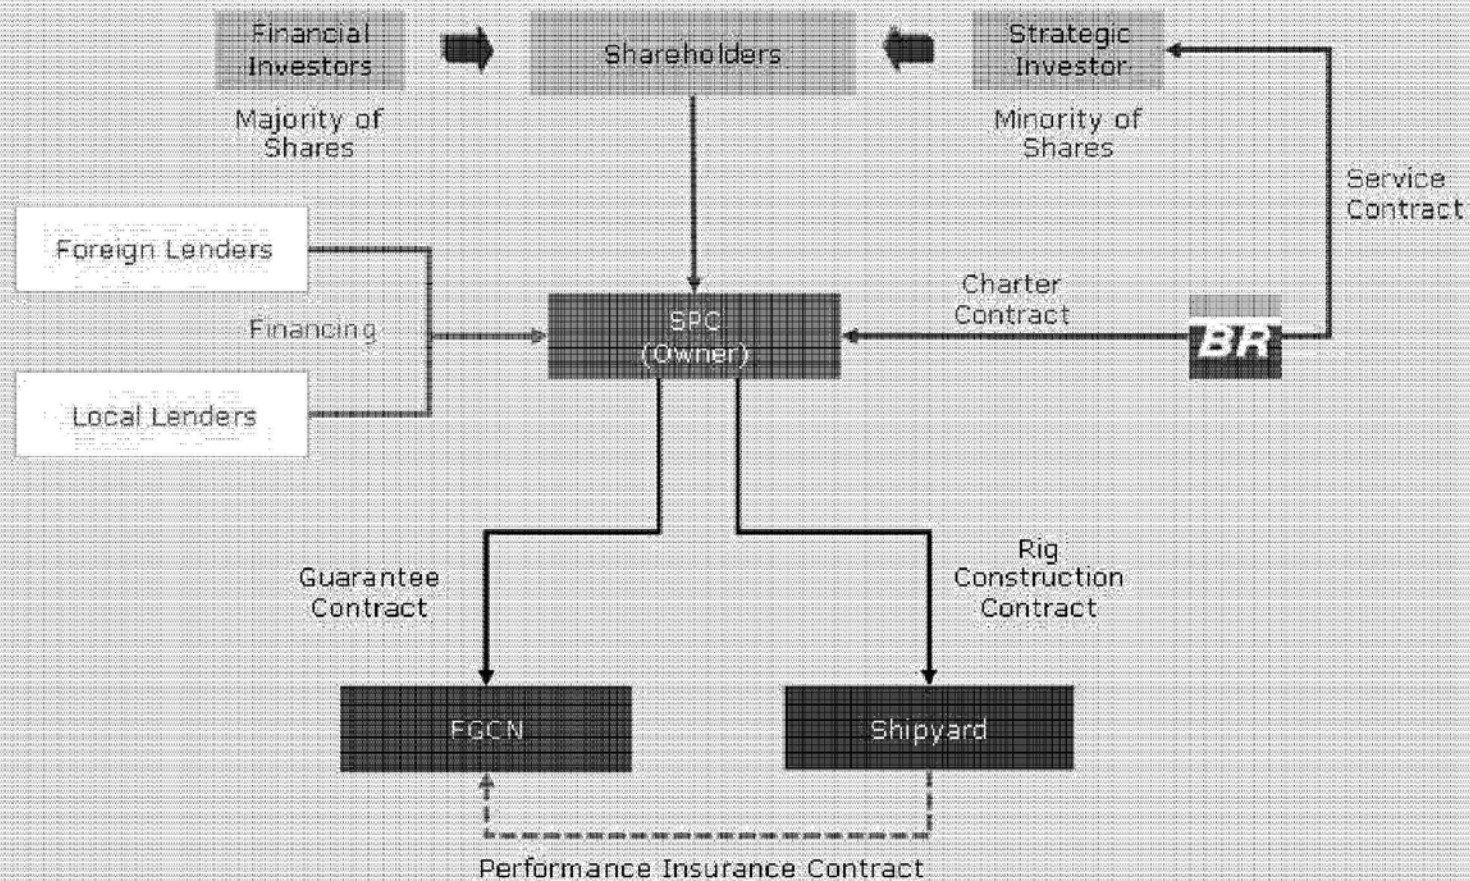 Financial
Investors
Shareholders
Strategic
Investor
Majority of
Shares
Minority of
Shares
Service
Contract
Foreign Lenders
Financing
Local Lenders
SPC
(Owner)
Charter
Contract
BR
Guarantee
Contract
Rig
Construction
Contract
FGCN
Shipyard
Performance Insurance Contract